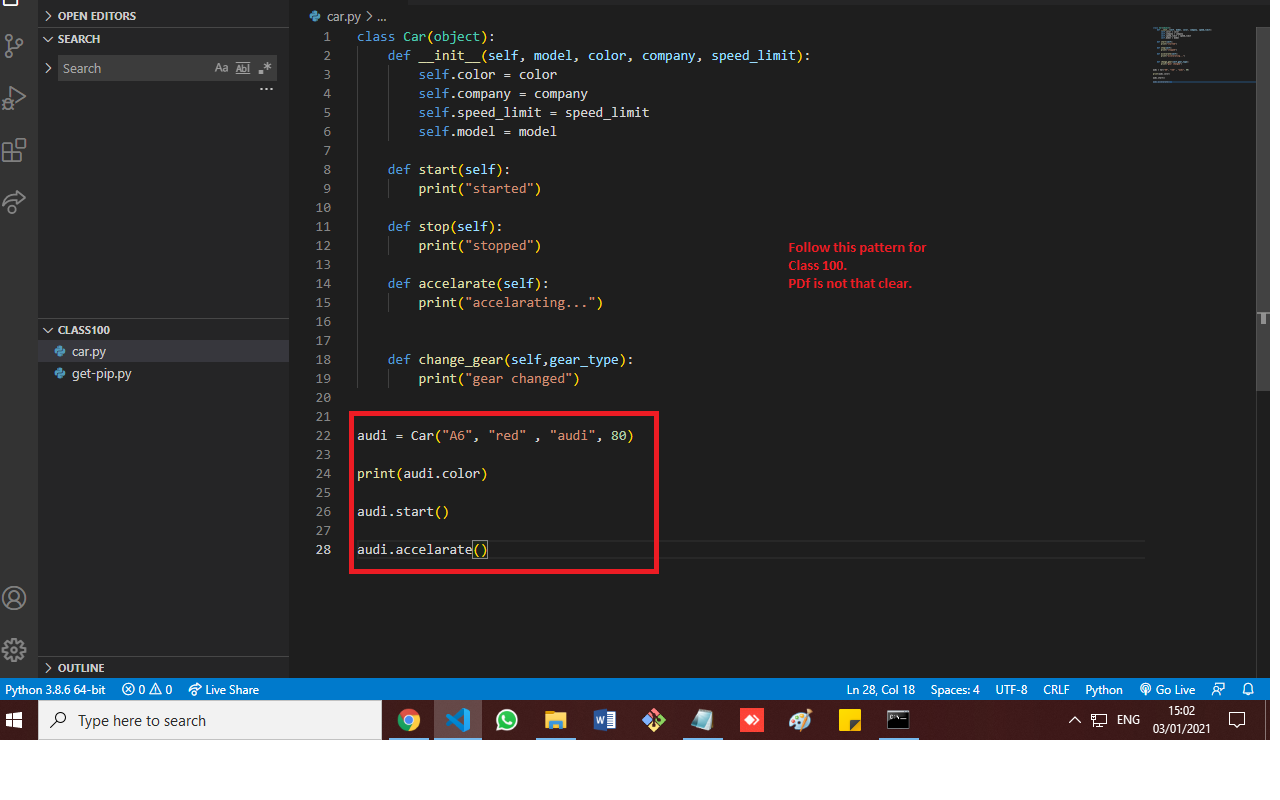 OPEN EDITORS
SEARCH
Search
Aa Abl .*
...
CLASS100
car.py
get-pip.py
OUTLINE
car.py > ...
1 class Car(object):
2 def __init__(self, model, color, company, speed_limit):
3 self.color = color
4 self.company = company
5 self.speed_limit = speed_limit
6 self.model = model
7
8 def start(self):
9 print("started")
10
11 def stop(self):
12 print("stopped")
13
14 def accelarate(self):
15 print("accelarating...")
16
17
18 def change_gear(self,gear_type):
19 print("gear changed")
20
21
22 audi = Car("A6", "red" , "audi", 80)
23
24 print(audi.color)
25
26 audi.start()
27
28 audi.accelarate()
Follow this pattern for
Class 100.
PDf is not that clear.
Python 3.8.6 64-bit 0 0 Live Share Ln 28, Col 18 Spaces: 4 UTF-8 CRLF Python Go Live
Type here to search
ENG
15:02
03/01/2021